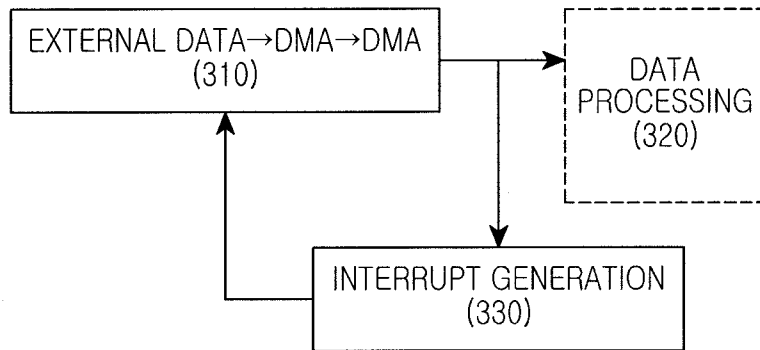 EXTERNAL DATA→DMA→DMA
(310)
DATA
PROCESSING
(320)
INTERRUPT GENERATION
(330)